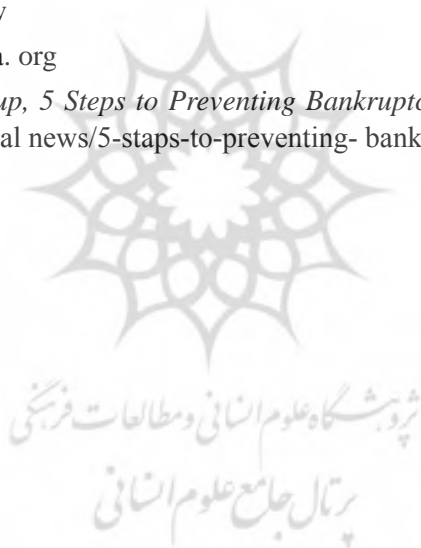 a. org
up, 5 Steps to Preventing Bankruptc
al news/5-staps-to-preventing- bank
پژوهشگاه علوم انسانی و مطالعات فرهنگی
پرتال جامع علوم انسانی